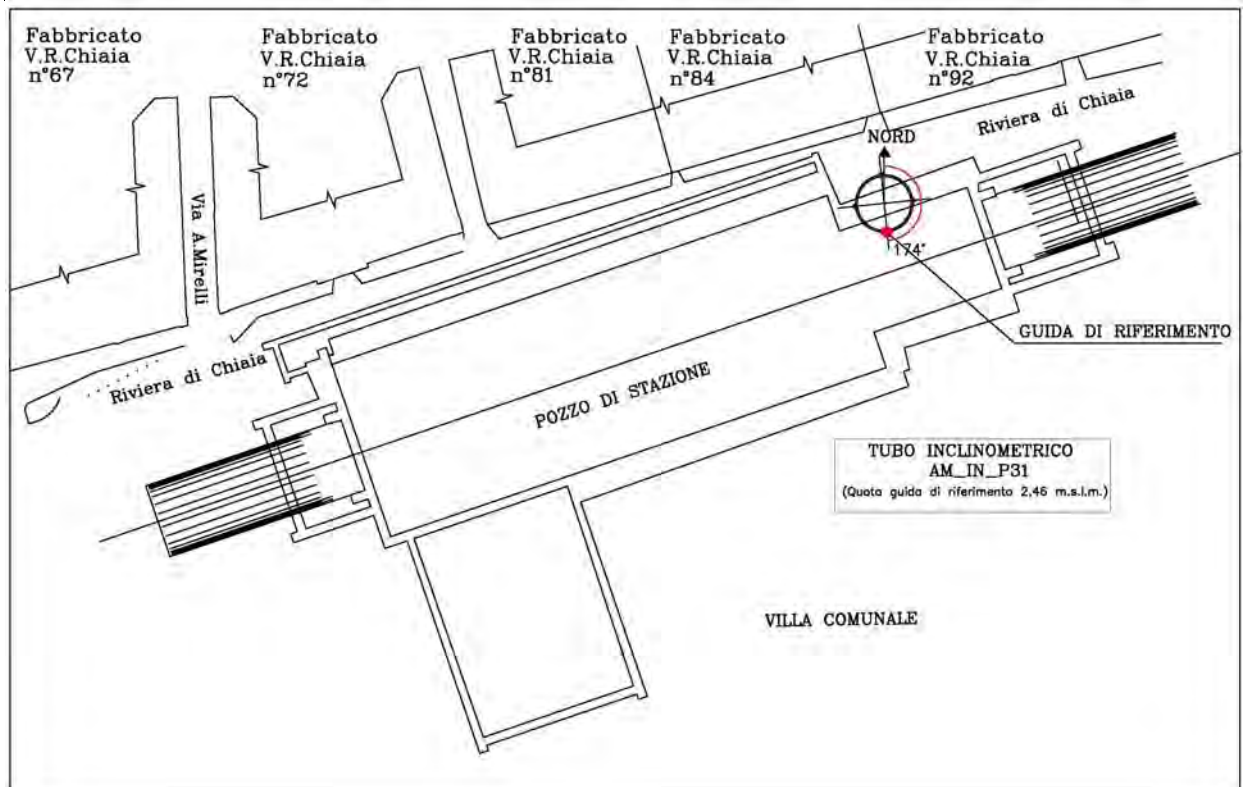 Fabbricato
V.R.Chiaia
n°67
Fabbricato
V.R.Chiaia
n°72
Fabbricato
V.R.Chiaia
n°81
Fabbricato
V.R.Chiaia
n°84
Fabbricato
V.R.Chiaia
n°92
Riviera di Chiaia
NORD
Via A.Mirelli
174°
GUIDA DI RIFERIMENTO
Riviera di Chiaia
POZZO DI STAZIONE
TUBO INCLINOMETRICO
AM_IN_P31
(Quota guida di riferimento 2,46 m.s.l.m.)
VILLA COMUNALE